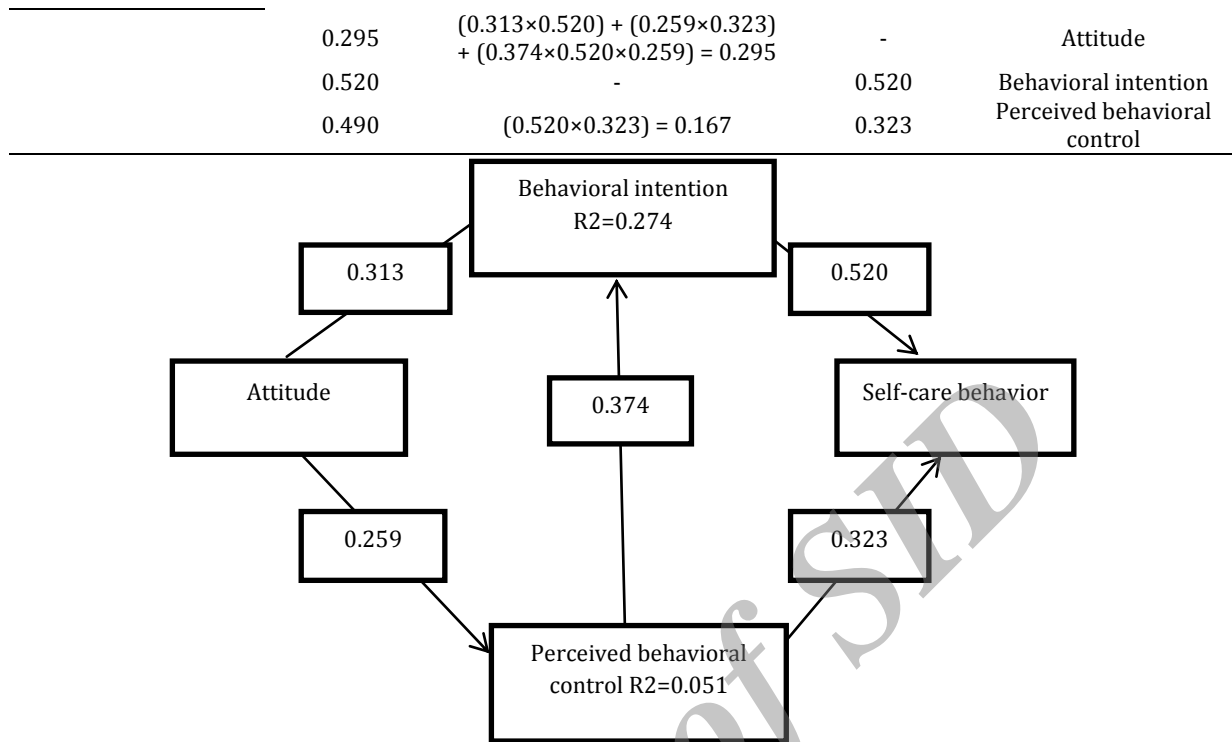 0.295 (0.313×0.520) + (0.259×0.323) - Attitude
+ (0.374×0.520×0.259) = 0.295
0.520 - 0.520 Behavioral intention
0.490 (0.520×0.323) = 0.167 0.323 Perceived behavioral
control
Behavioral intention
R2=0.274
0.313
0.520
Attitude
0.374
Self-care behavior
0.259
0.323
Perceived behavioral
control R2=0.051
of SID